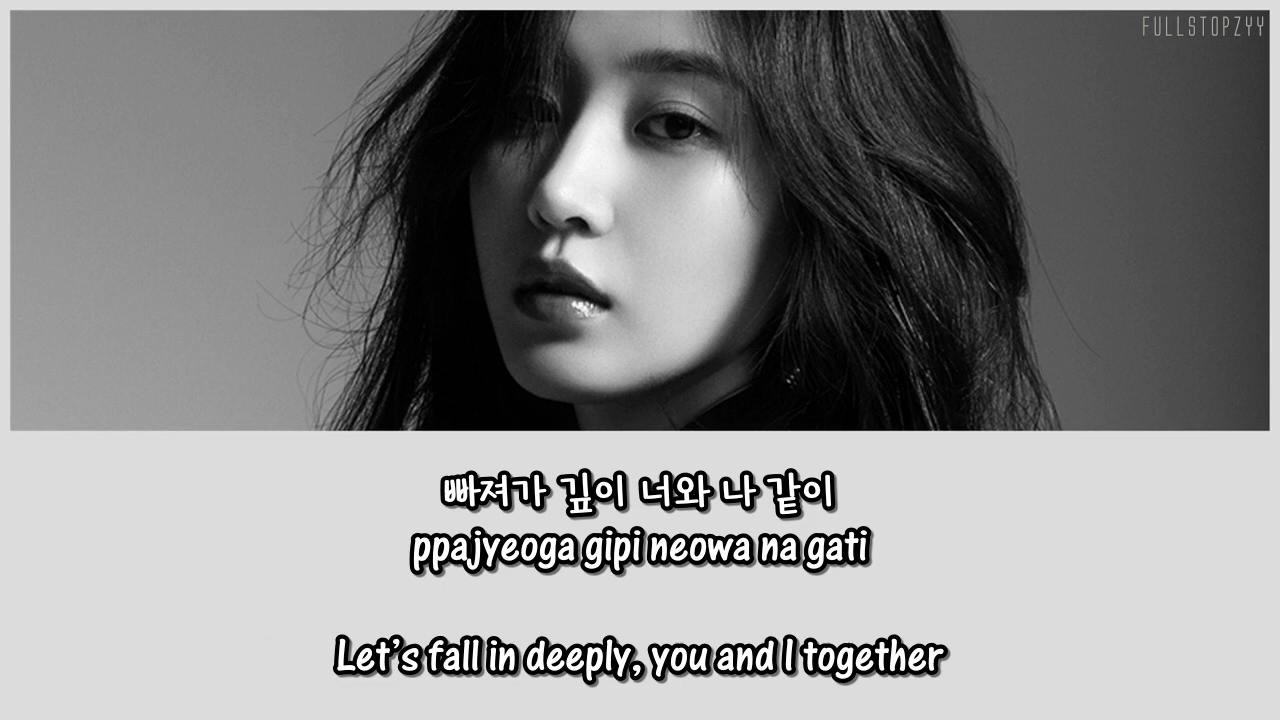 FULLSTOPZYY
빠져가 깊이 너와 나 같이
ppajyeoga gipi neowa na gati
Let's fall in deeply, you and I together